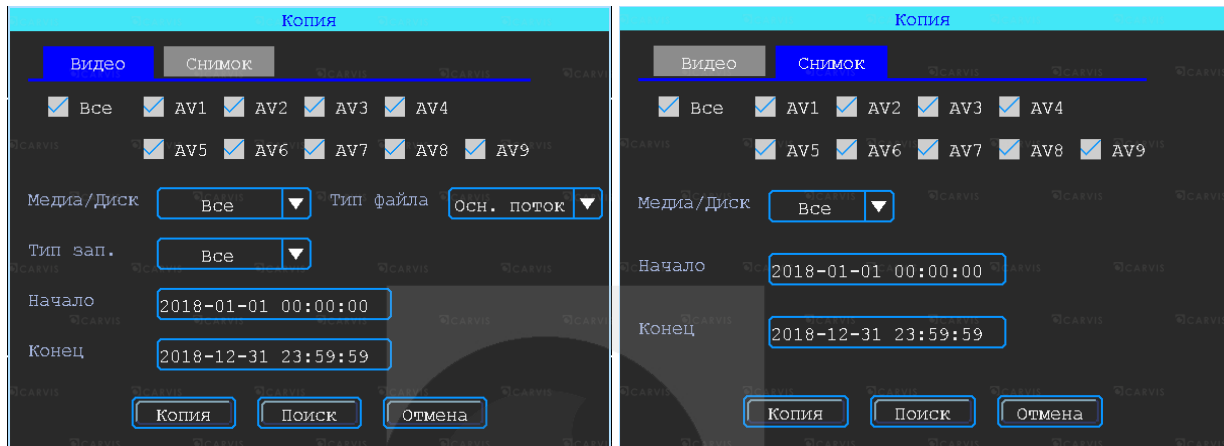 Копия
Видео Снимок
Все AV1 AV2 AV3 AV4
AV5 AV6 AV7 AV8 AV9
Медиа/Диск Все Тип файла Осн. поток
Тип зап. Все
Начало 2018-01-01 00:00:00
Конец 2018-12-31 23:59:59
Копия Поиск Отмена
Копия
Видео Снимок
Все AV1 AV2 AV3 AV4
AV5 AV6 AV7 AV8 AV9
Медиа/Диск Все
Начало 2018-01-01 00:00:00
Конец 2018-12-31 23:59:59
Копия Поиск Отмена
CARVIS